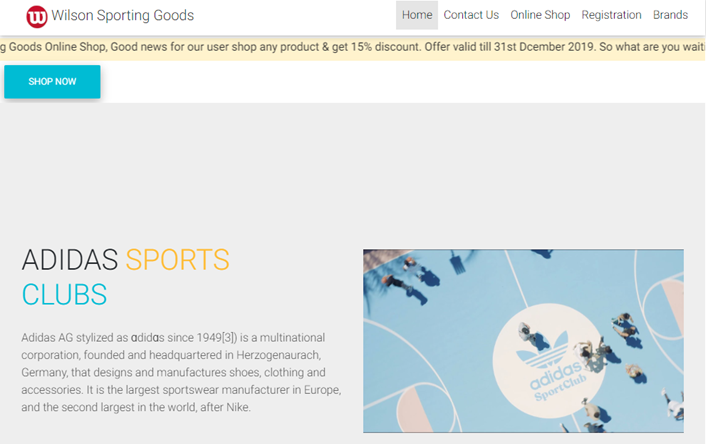 W Wilson Sporting Goods
Home Contact Us Online Shop Registration Brands
g Goods Online Shop, Good news for our user shop any product & get 15% discount. Offer valid till 31st Dcember 2019. So what are you wait
SHOP NOW
ADIDAS SPORTS
CLUBS
Adidas AG stylized as ɑdidɑs since 1949[3]) is a multinational
corporation, founded and headquartered in Herzogenaurach,
Germany, that designs and manufactures shoes, clothing and
accessories. It is the largest sportswear manufacturer in Europe,
and the second largest in the world, after Nike.
adidas
SportClub